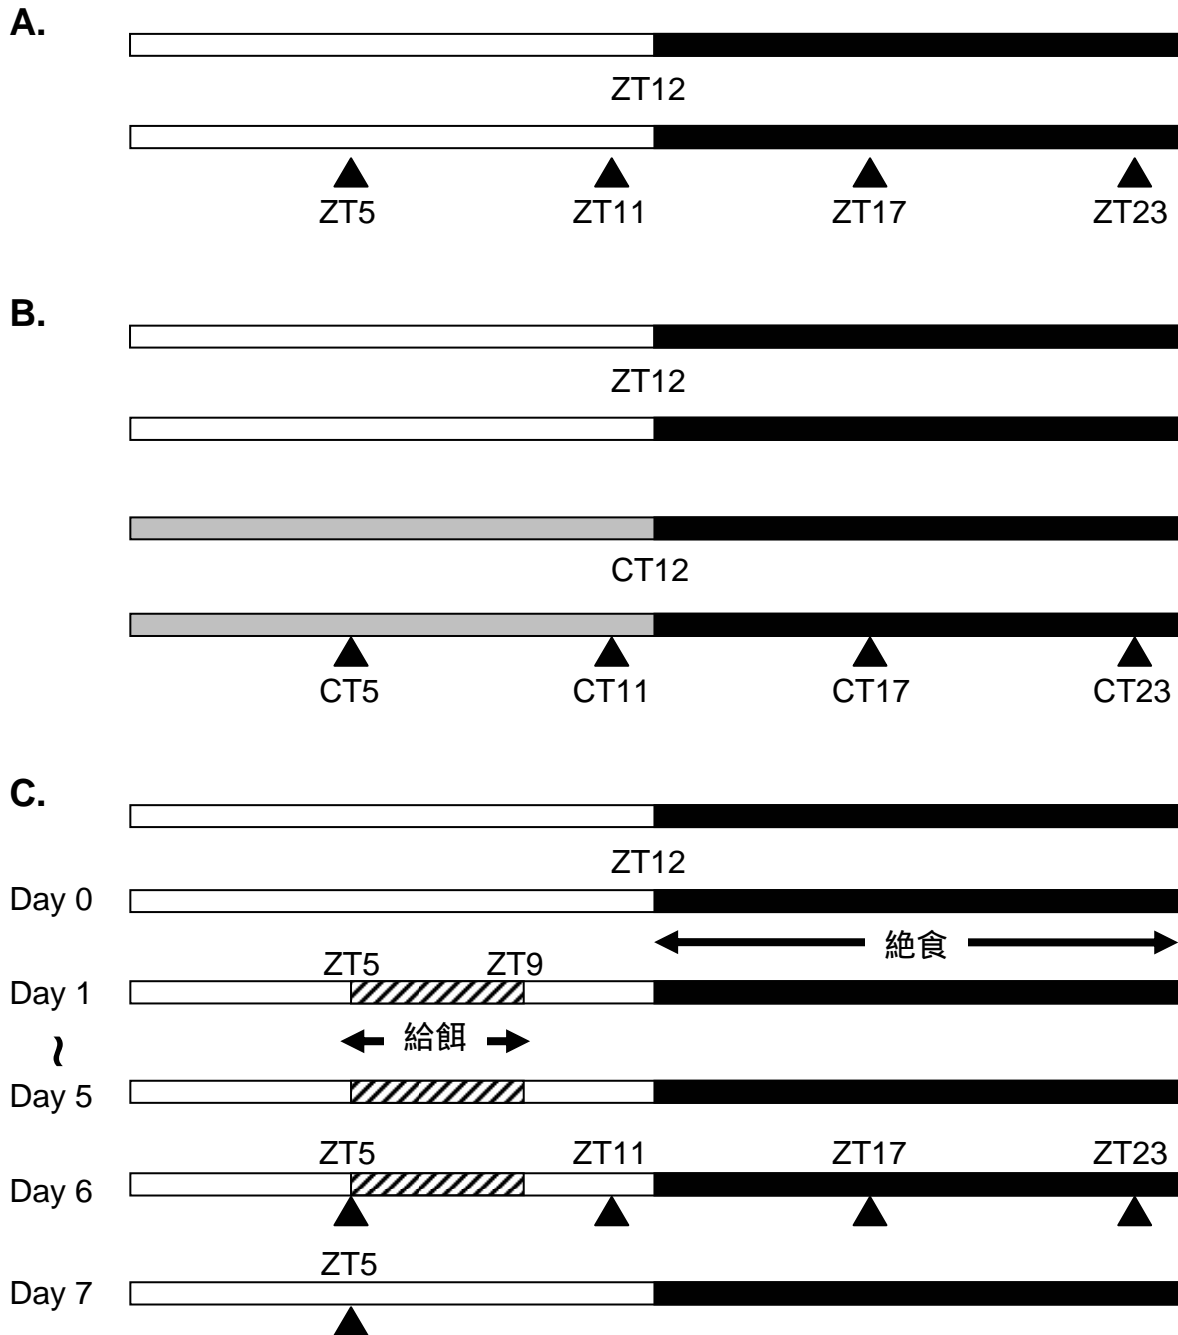 A.
ZT12
ZT5 ZT11 ZT17 ZT23
B.
ZT12
CT12
CT5 CT11 CT17 CT23
C.
ZT12
Day 0
絶食
ZT5 ZT9
Day 1
給餌
~
Day 5
ZT5 ZT11 ZT17 ZT23
Day 6
ZT5
Day 7